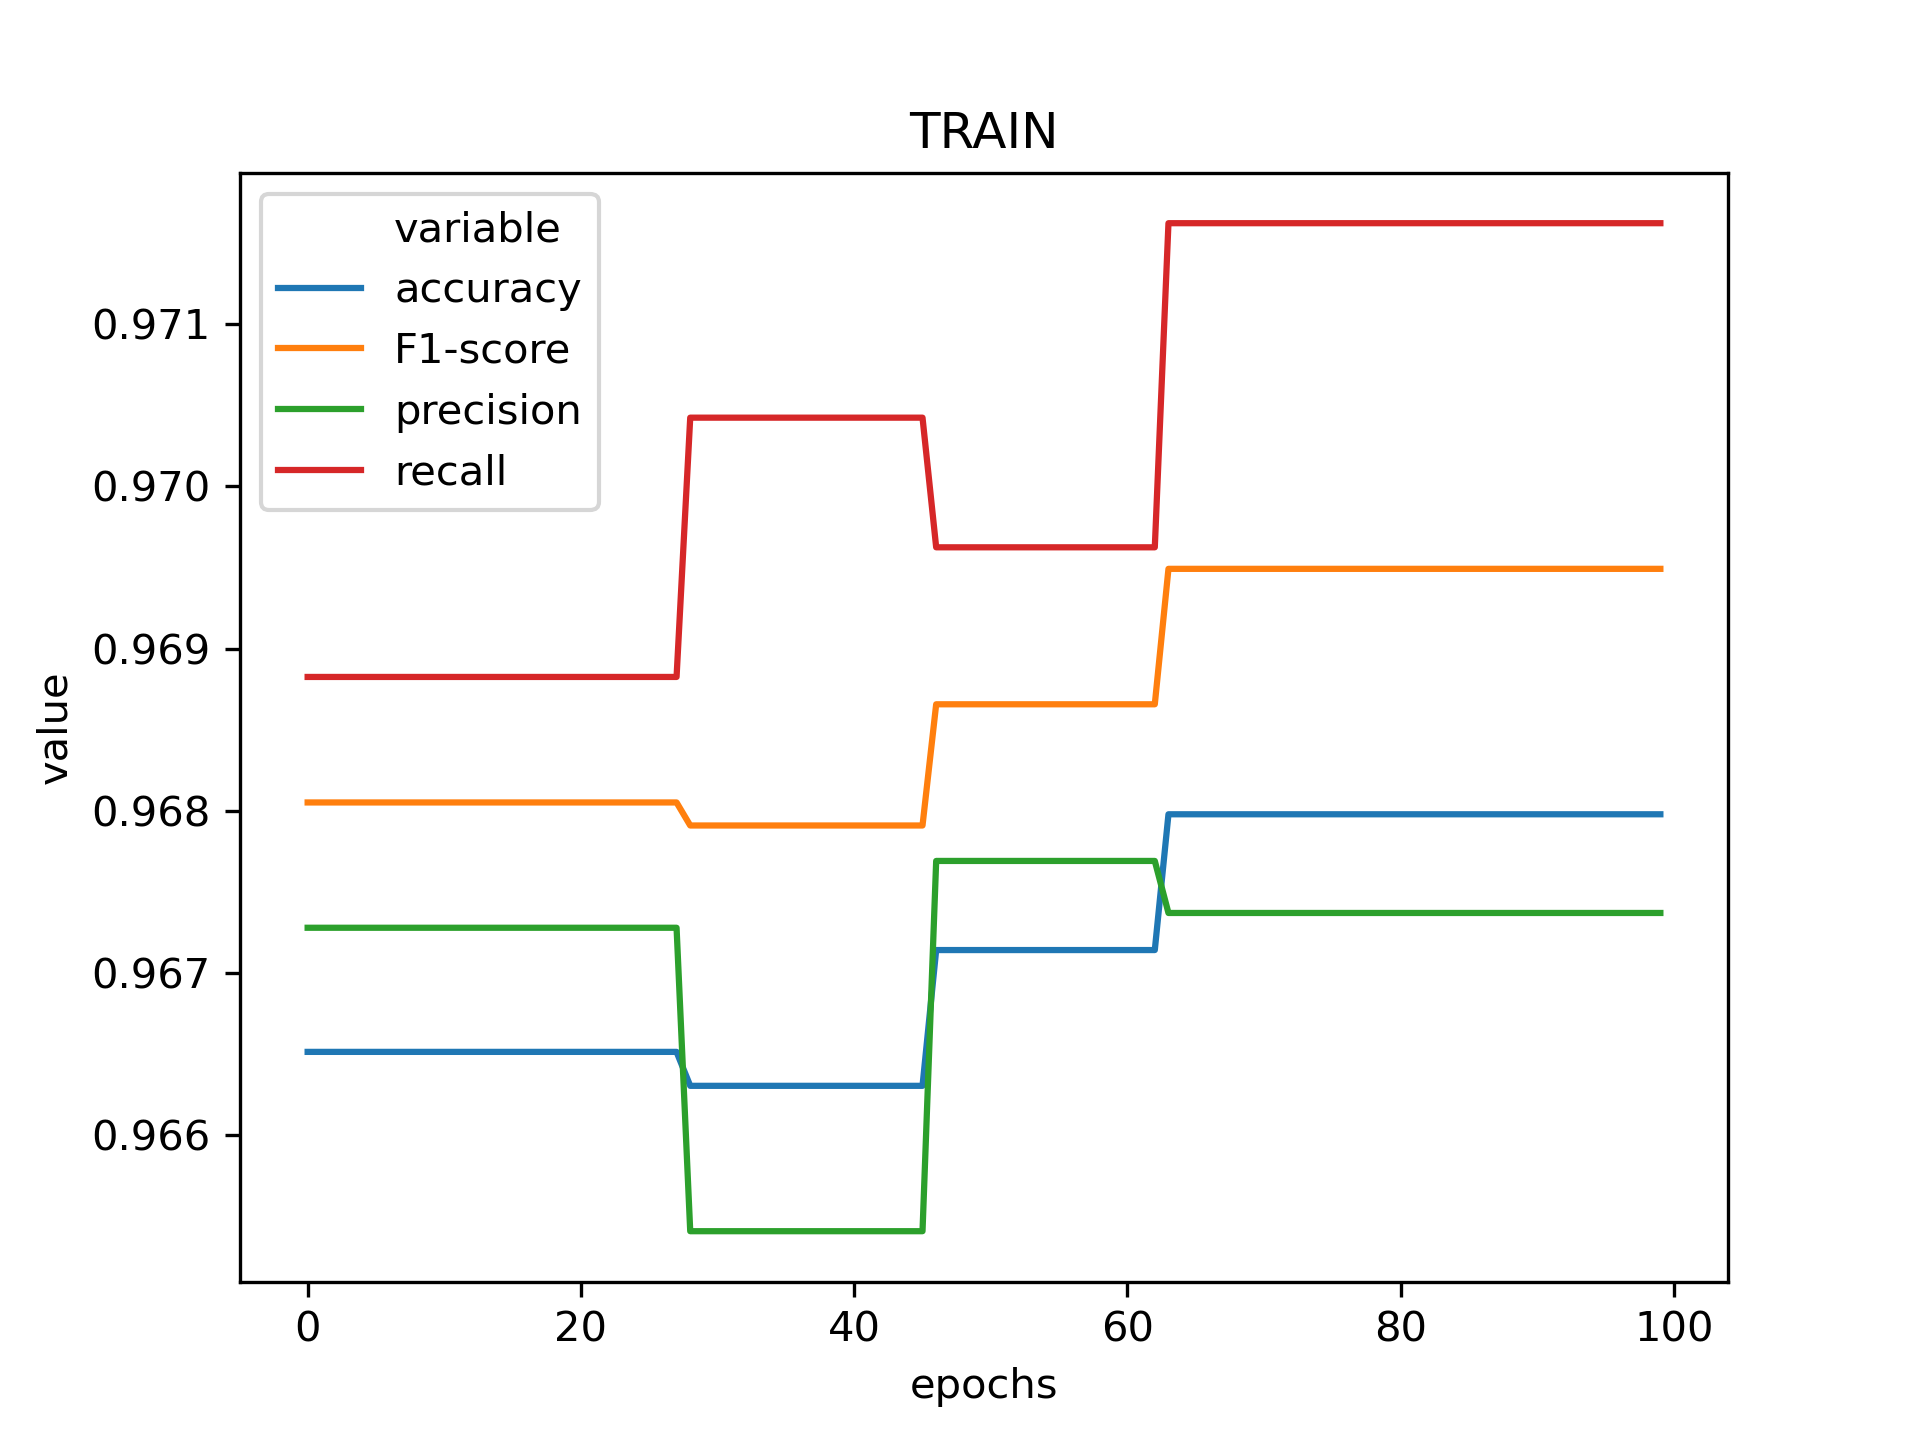 TRAIN
variable
accuracy
F1-score
precision
recall
0.971
0.970
0.969
0.968
0.967
0.966
value
0 20 40 60 80 100
epochs